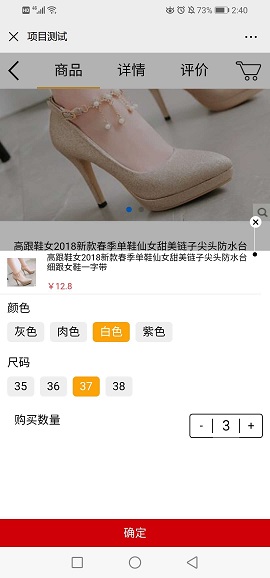 HD 4G 73% 2:40
项目测试
商品 详情 评价
高跟鞋女2018新款春季单鞋仙女甜美链子尖头防水台
高跟鞋女2018新款春季单鞋仙女甜美链子尖头防水台
细跟女鞋一字带
￥12.8
颜色
灰色 肉色 白色 紫色
尺码
35 36 37 38
购买数量 - 3 +
确定